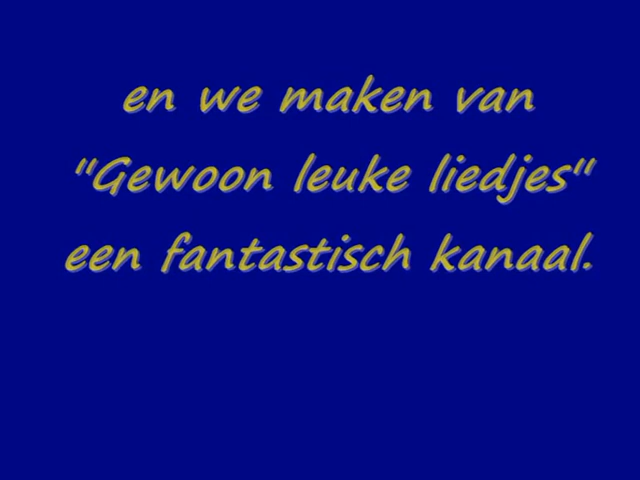 en we maken van
"Gewoon leuke liedjes"
een fantastisch kanaal.